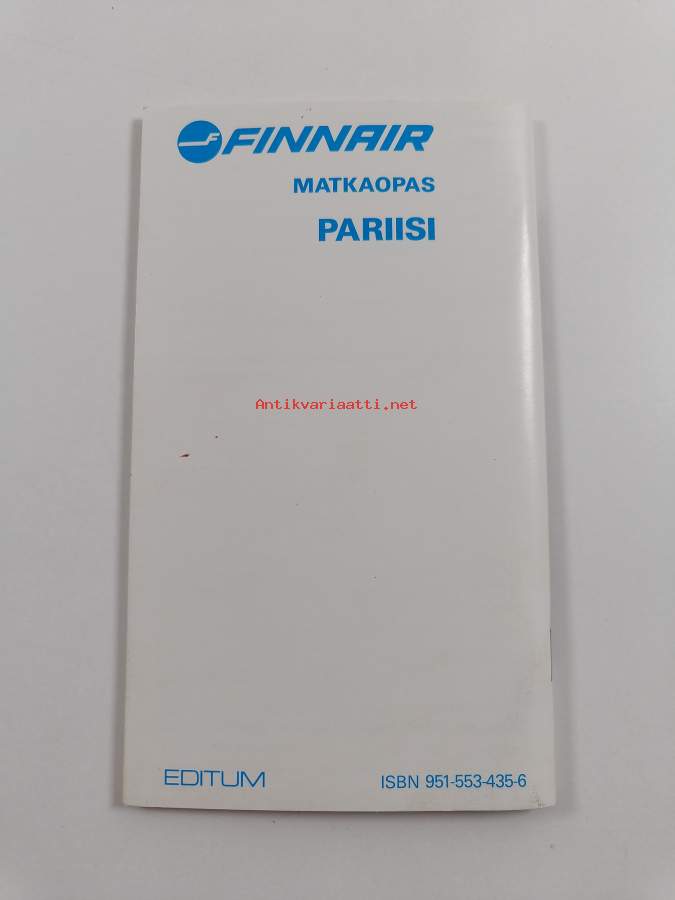 FINNAIR
MATKAOPAS
PARIISI
Antikvariaatti.net
EDITUM
ISBN 951-553-435-6